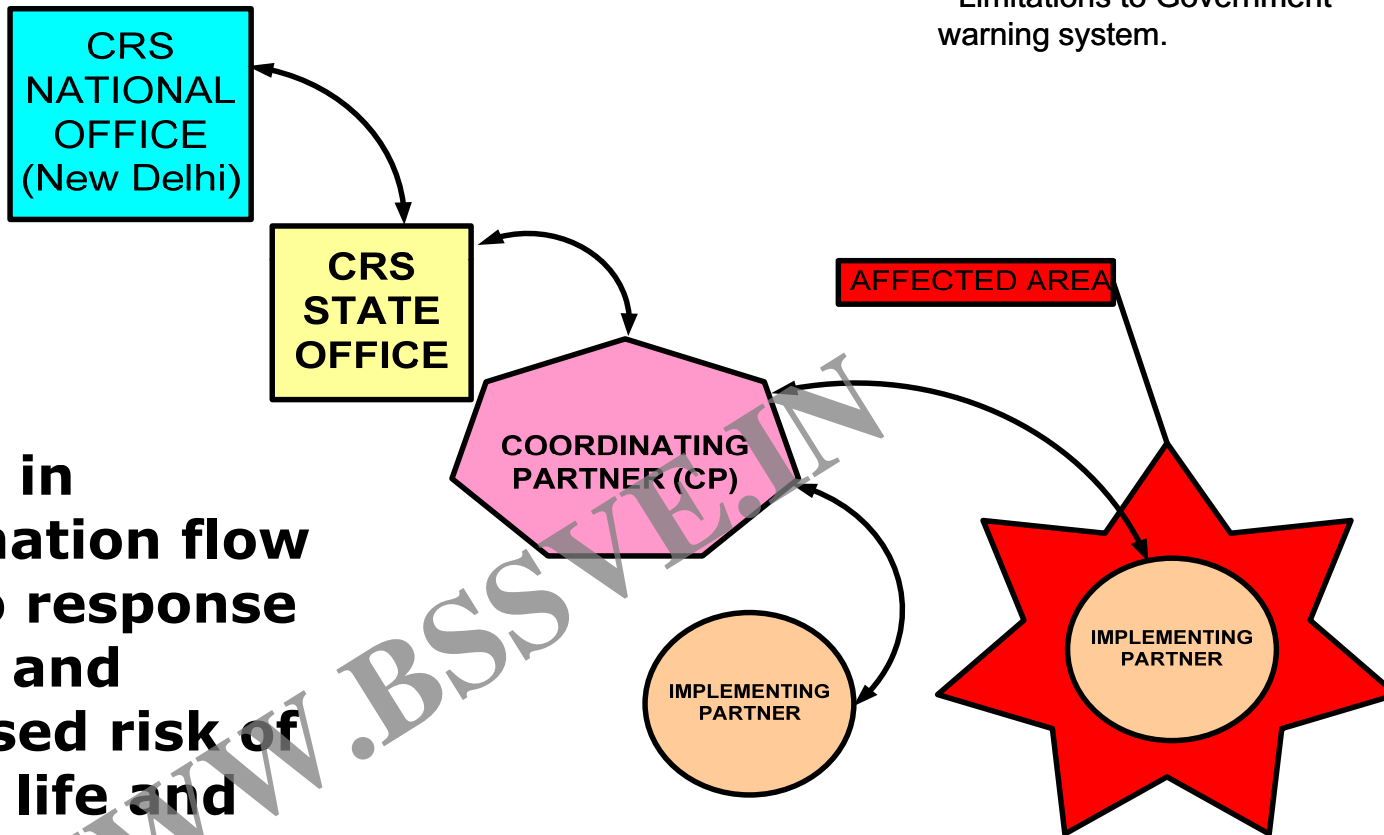 Limitations to Government
warning system.
CRS
NATIONAL
OFFICE
(New Delhi)
CRS
STATE
OFFICE
AFFECTED AREA
COORDINATING
PARTNER (CP)
in
nation flow
response
and
sed risk of
life and
IMPLEMENTING
PARTNER
IMPLEMENTING
PARTNER
WWW.BSSVE.IN